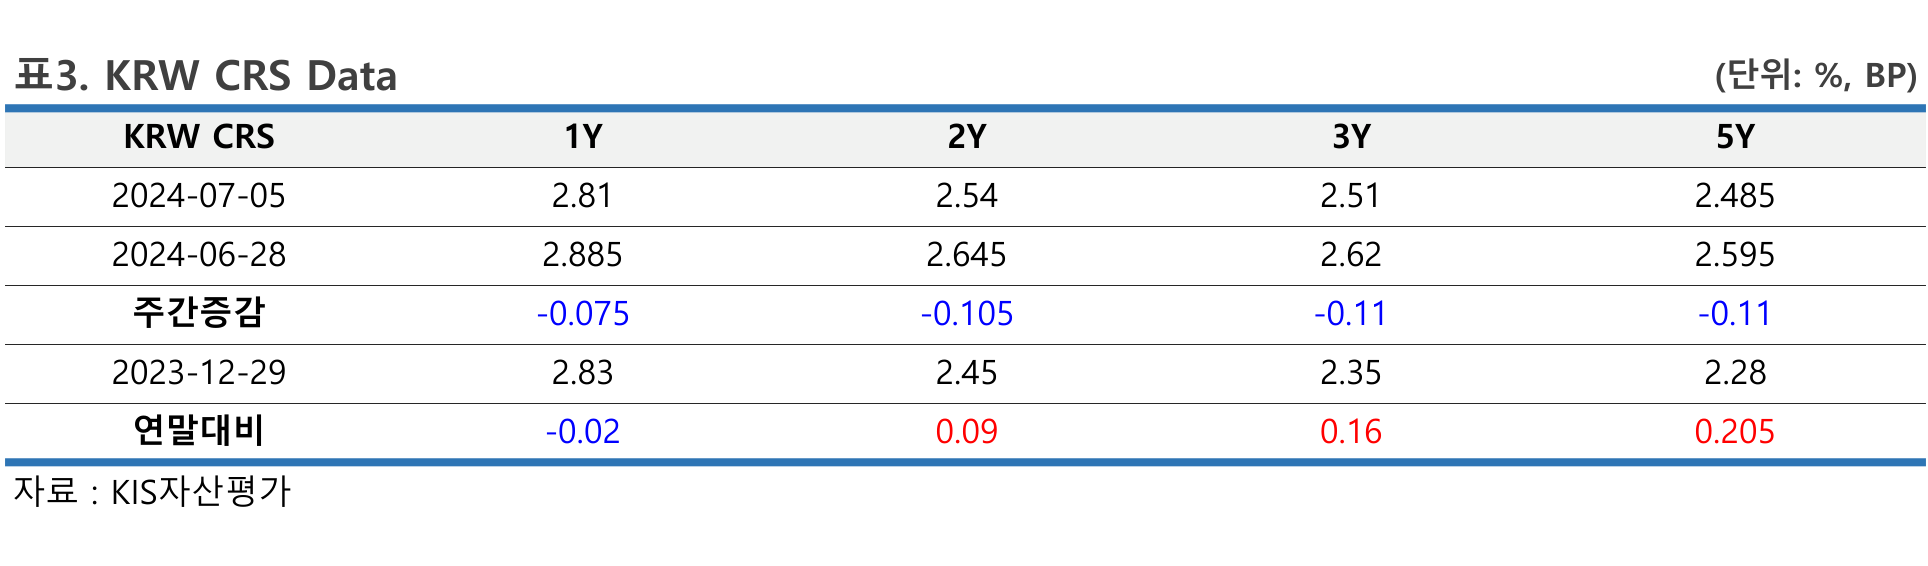 표3. KRW CRS Data (단위: %, BP)
KRW CRS 1Y 2Y 3Y 5Y
2024-07-05 2.81 2.54 2.51 2.485
2024-06-28 2.885 2.645 2.62 2.595
주간증감 -0.075 -0.105 -0.11 -0.11
2023-12-29 2.83 2.45 2.35 2.28
연말대비 -0.02 0.09 0.16 0.205
자료 : KIS자산평가